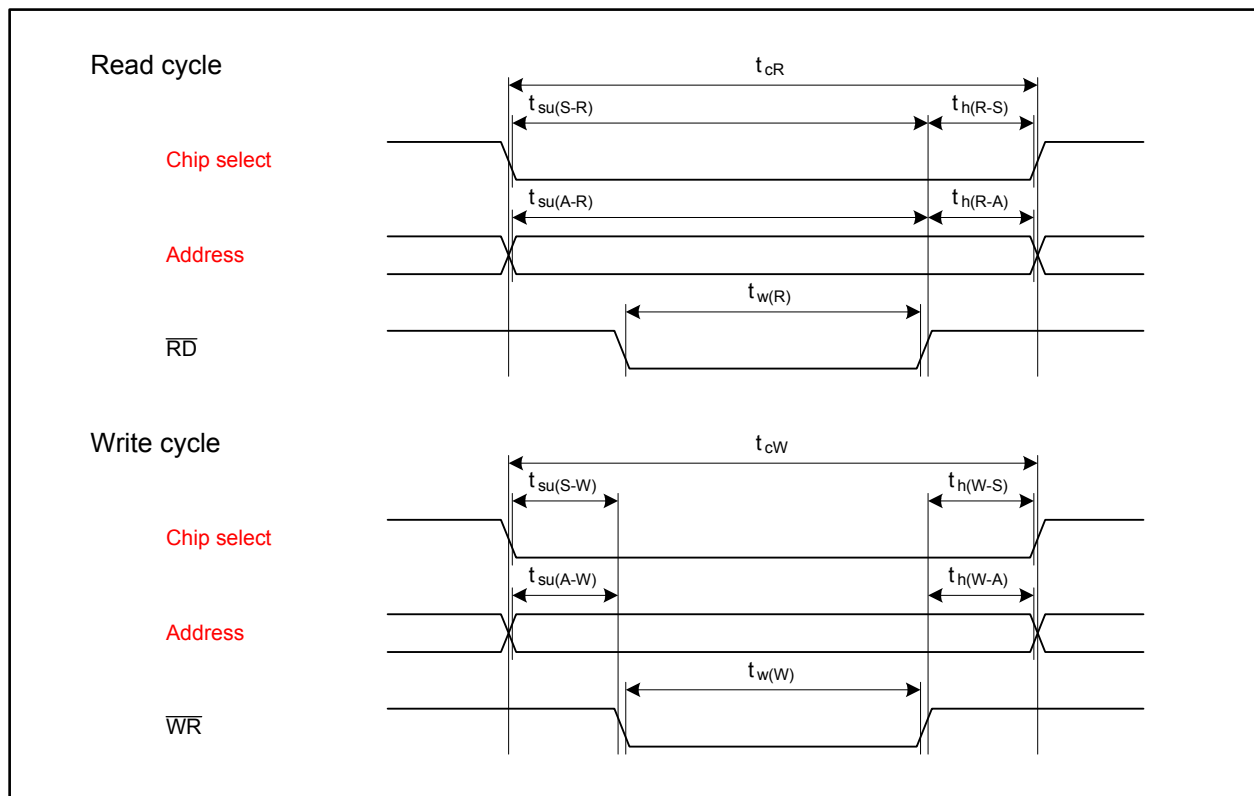 Read cycle
tcR
tsu(S-R) th(R-S)
Chip select
tsu(A-R) th(R-A)
Address
tw(R)
RD
Write cycle
tcW
tsu(S-W) th(W-S)
Chip select
tsu(A-W) th(W-A)
Address
tw(W)
WR